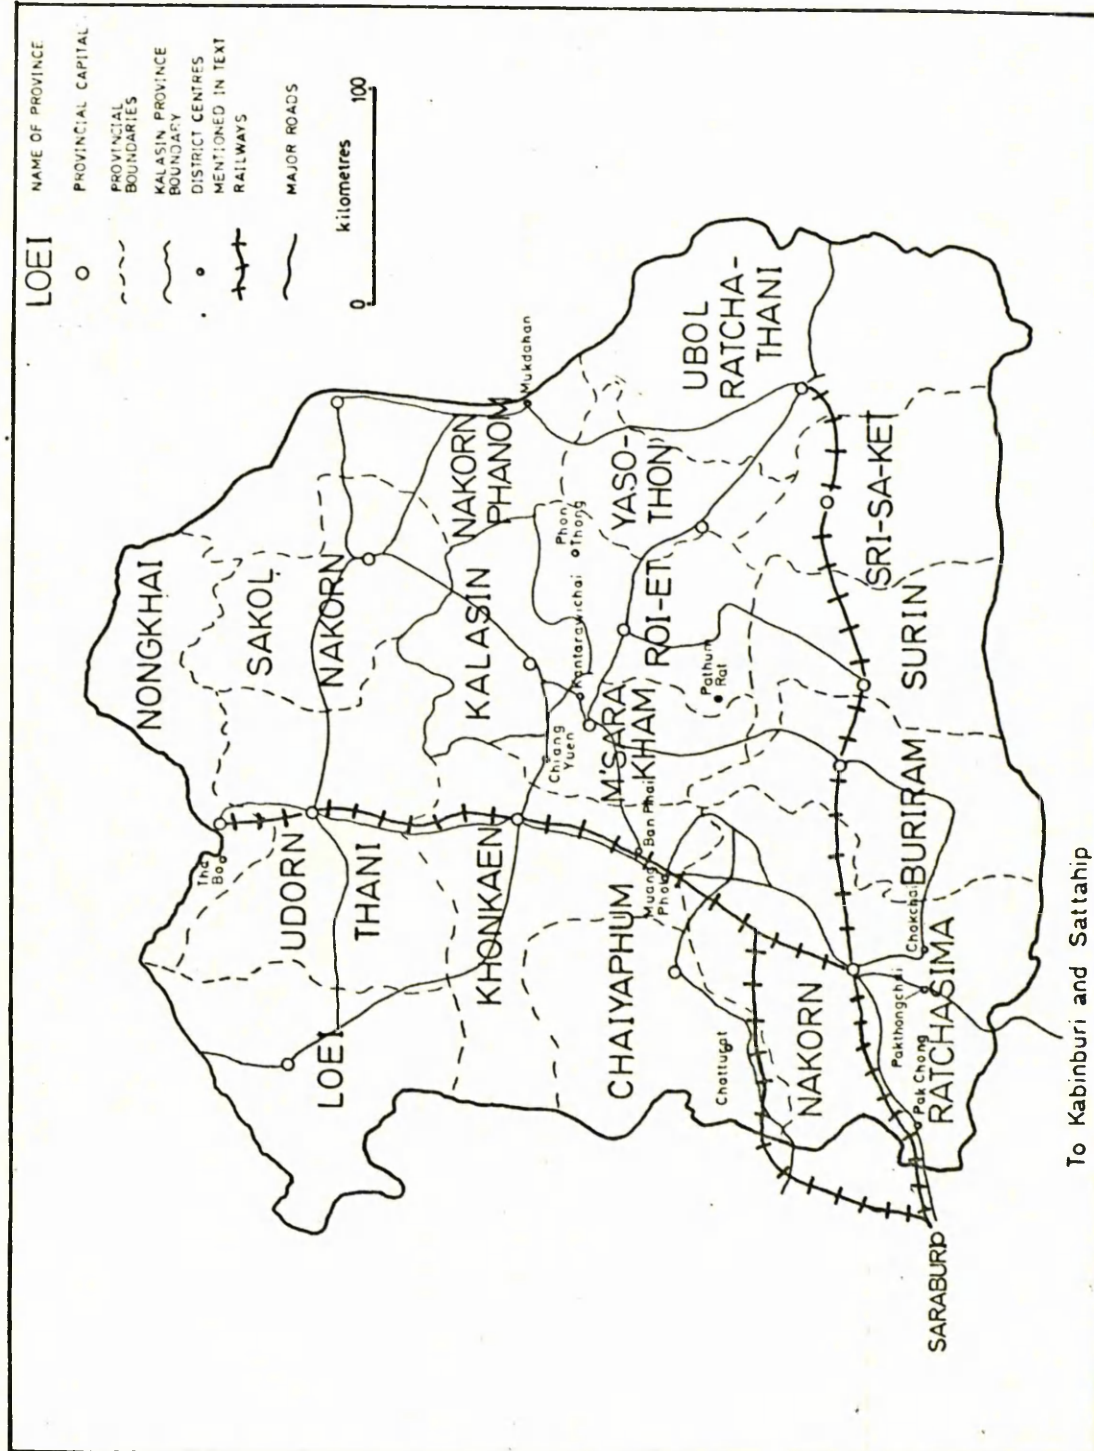 LOEI
NAME OF PROVINCE
PROVINCIAL CAPITAL
PROVINCIAL
BOUNDARIES
KALASIN PROVINCE
BOUNDARY
DISTRICT CENTRES
MENTIONED IN TEXT
RAILWAYS
MAJOR ROADS
kilometres
0
100
NONGKHAI
SAKOL
NAKORN
Tha
Bo
UDORN
THANI
LOEI
NAKORN
PHANOM
Mukdahan
KALASIN
Kantarawichai
Phon
Thong
Chiang
Yuen
KHONKAEN
M'SARA
KHAM
ROI-ET
YASO-
THON
UBOL
RATCHA-
THANI
Pathum
Rat
Ban Phai
Muang
Phol
CHAIYAPHUM
Chatturat
NAKORN
RATCHASIMA
Pakthongchai
Chokchai
Pak Chong
BURIRAM
SURIN
SRI-SA-KET
SARABURI
To Kabinburi and Sattahip